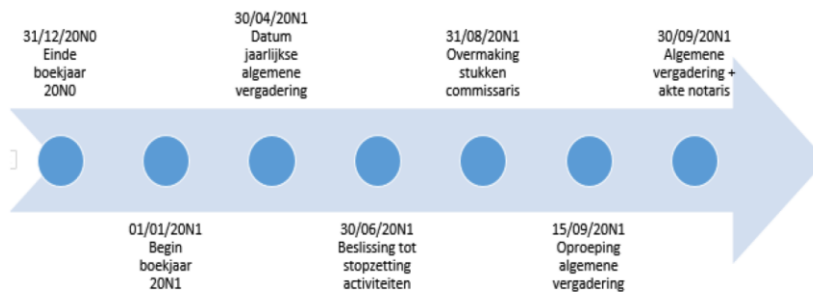 31/12/20N0
Einde
boekjaar
20N0
01/01/20N1
Begin
boekjaar
20N1
30/04/20N1
Datum
jaarlijkse
algemene
vergadering
30/06/20N1
Beslissing tot
stopzetting
activiteiten
31/08/20N1
Overmaking
stukken
commissaris
15/09/20N1
Oproeping
algemene
vergadering
30/09/20N1
Algemene
vergadering +
akte notaris